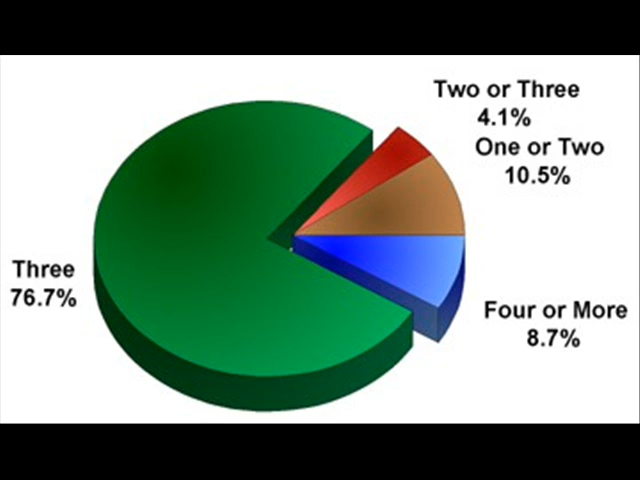 Two or Three
4.1%
One or Two
10.5%
Three
76.7%
Four or More
8.7%